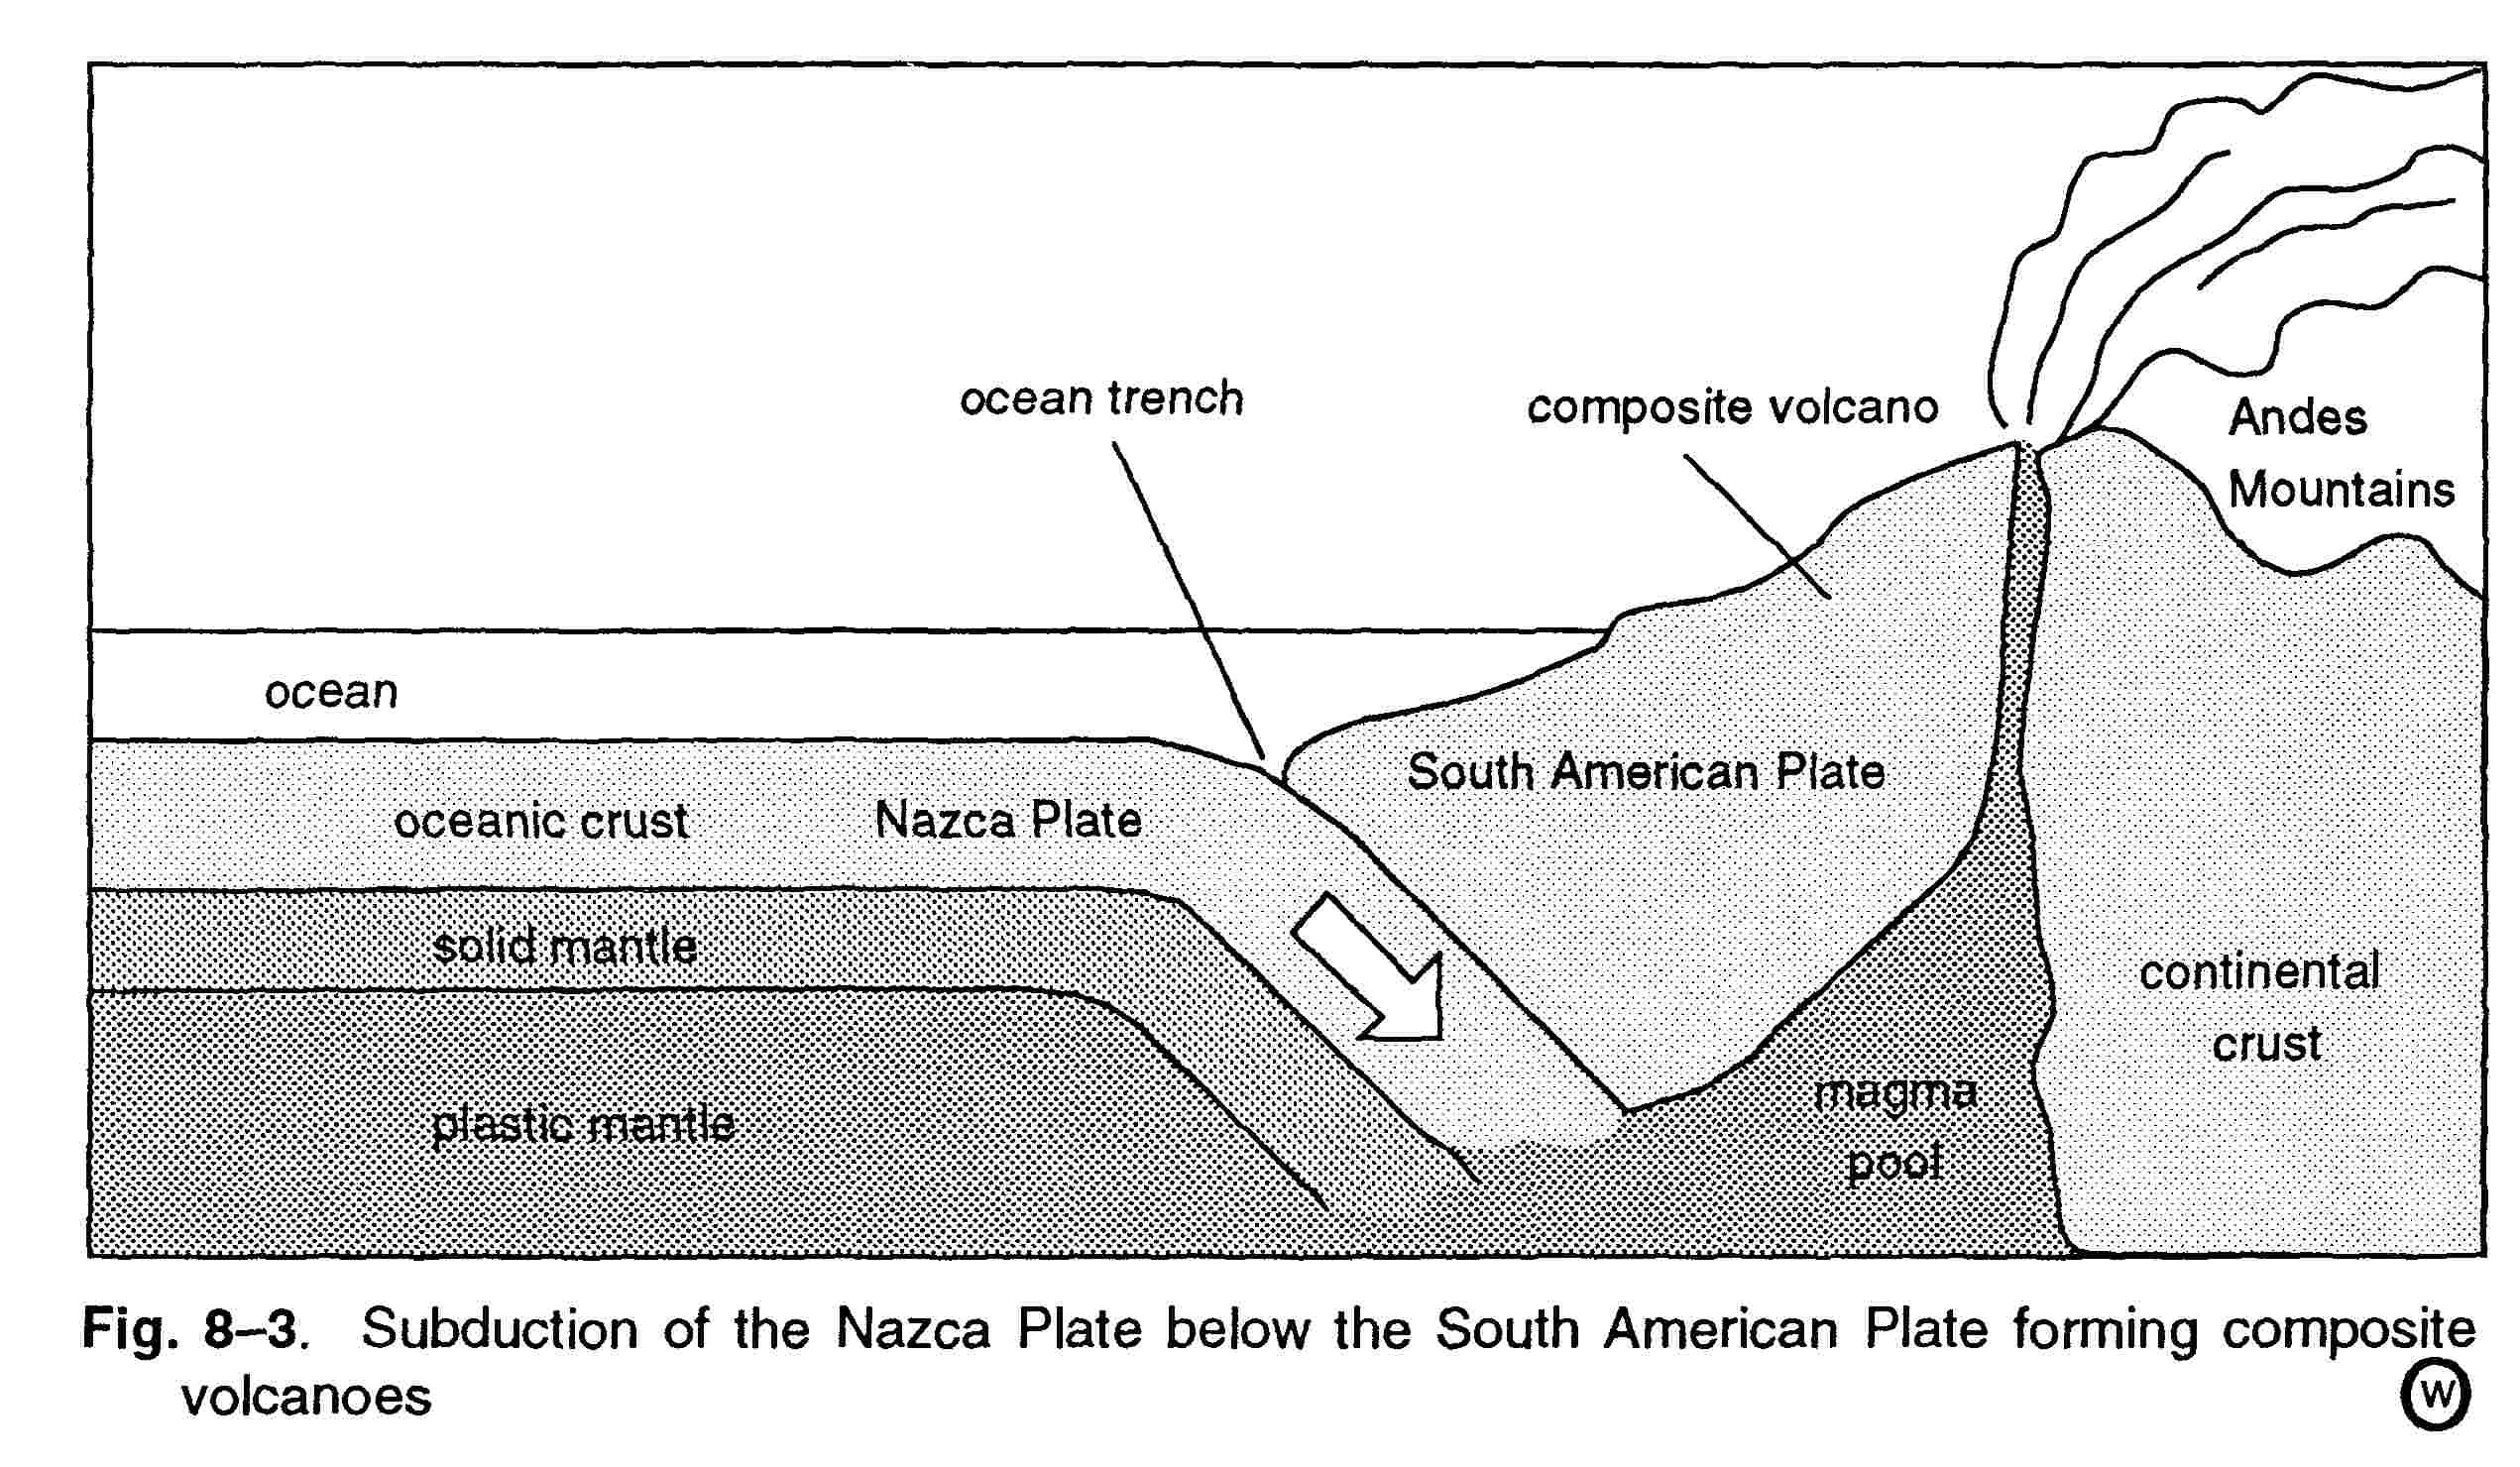 ocean trench
composite volcano
Andes
Mountains
ocean
South American Plate
oceanic crust
Nazca Plate
solid mantle
continental
crust
magma
pool
plastic mantle
Fig. 8–3. Subduction of the Nazca Plate below the South American Plate forming composite
volcanoes
W